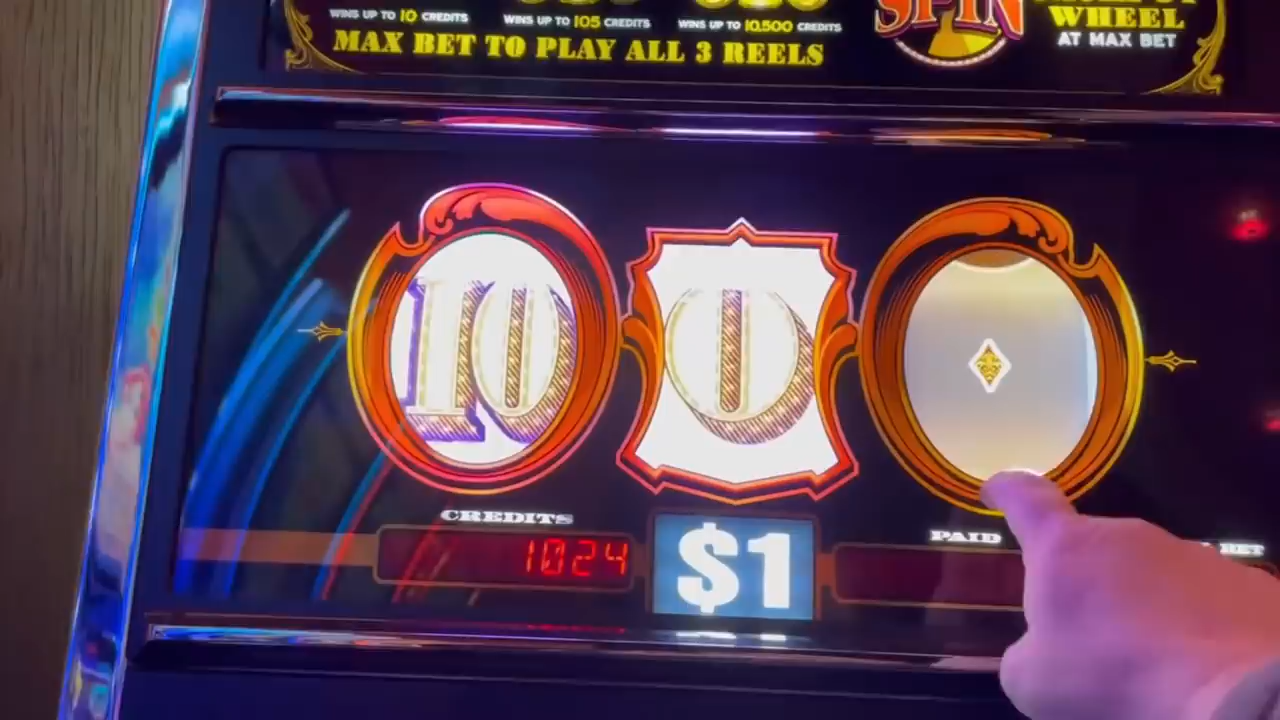 WINS UP TO 10 CREDITS
WINS UP TO 105 CREDITS
WINS UP TO 10,500 CREDITS
MAX BET TO PLAY ALL 3 REELS
SPIN
WHEEL
AT MAX BET
10
0
CREDITS
1024
$1
PAID
BET